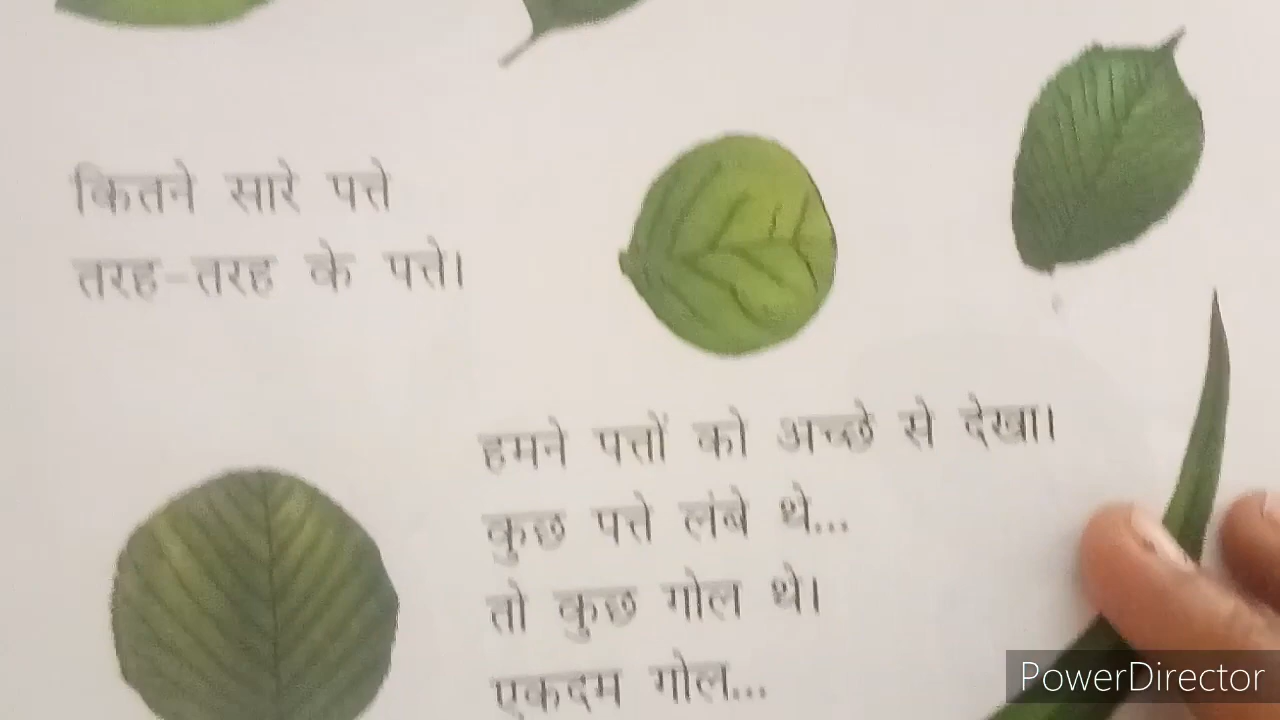 कितने सारे पत्ते
तरह-तरह के पत्ते।
हमने पत्तों को अच्छे से देखा।
कुछ पत्ते लंबे थे...
तो कुछ गोल थे।
एकदम गोल...
PowerDirector